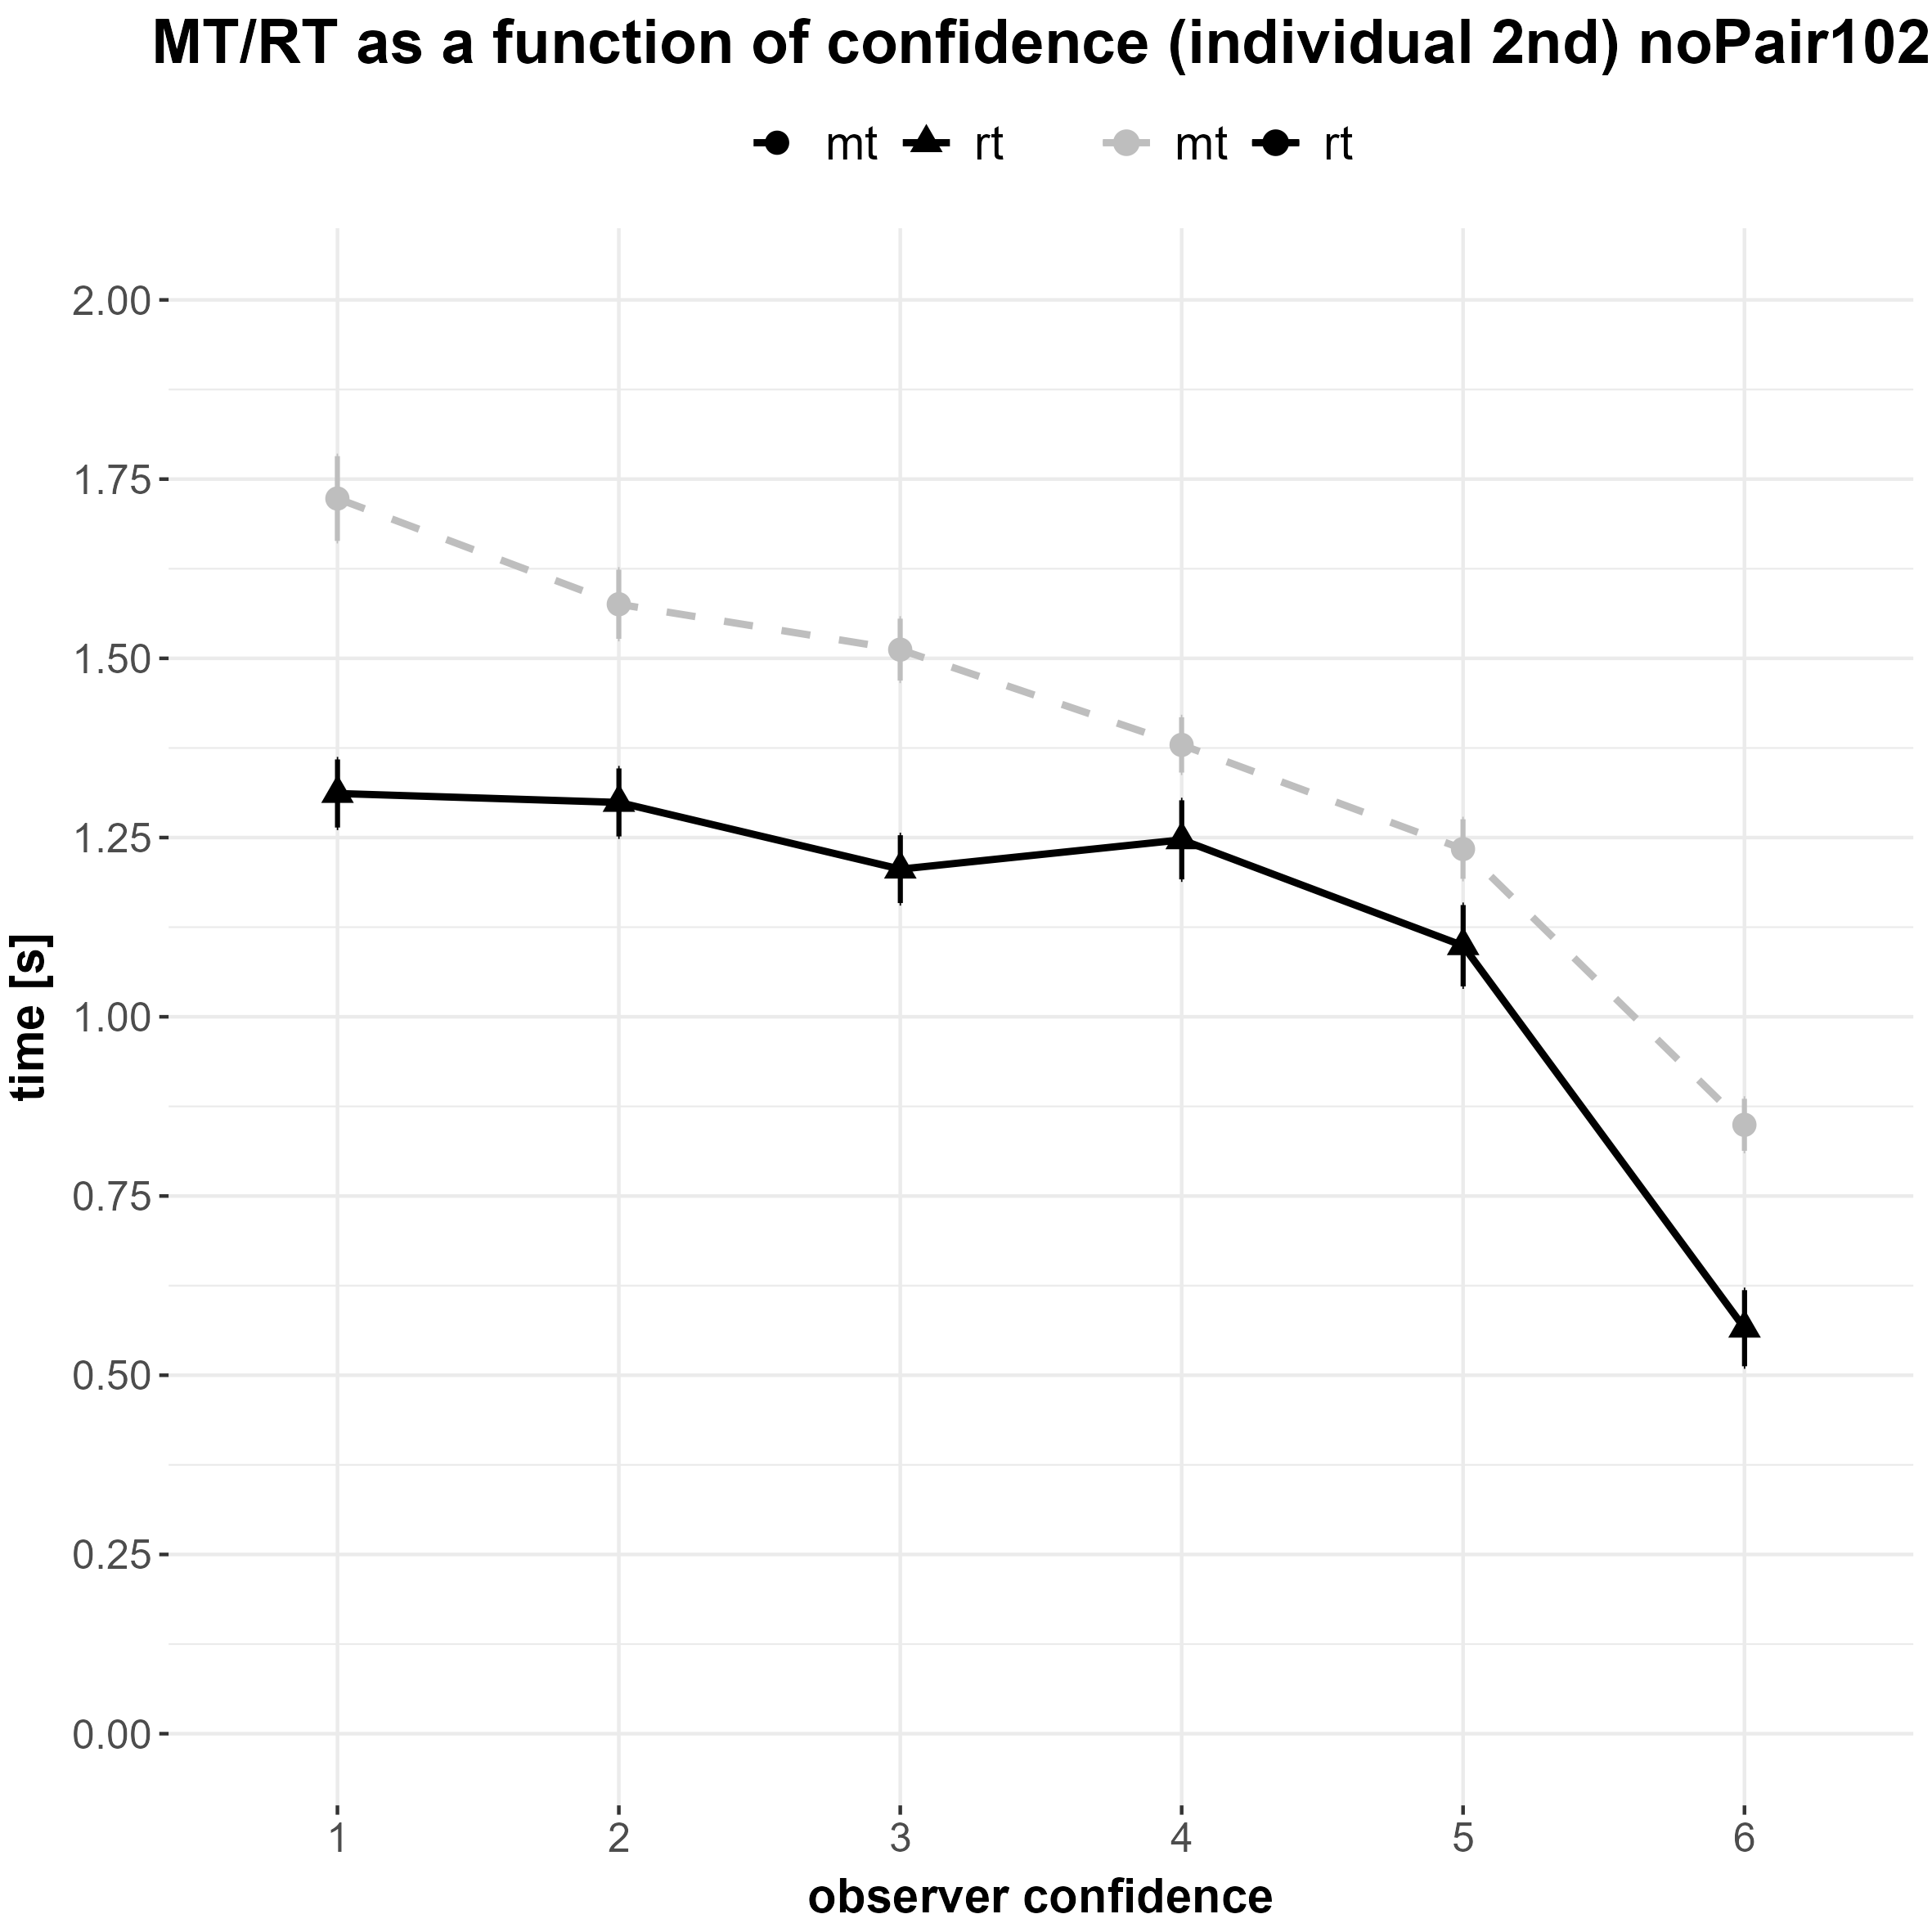 MT/RT as a function of confidence (individual 2nd) noPair102
mt rt mt rt
2.00
1.75
1.50
1.25
1.00
0.75
0.50
0.25
0.00
time [s]
1 2 3 4 5 6
observer confidence